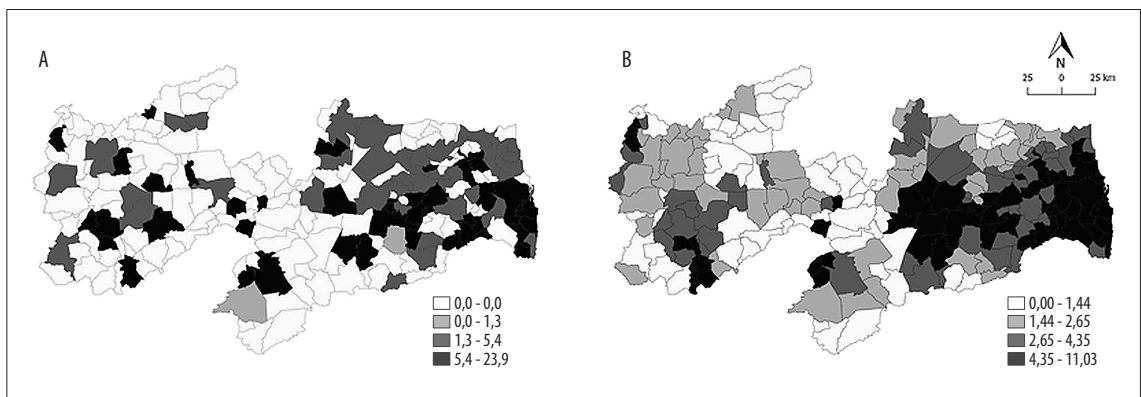 A
B
N
25 0 25 km
0,0 - 0,0
0,0 - 1,3
1,3 - 5,4
5,4 - 23,9
0,00 - 1,44
1,44 - 2,65
2,65 - 4,35
4,35 - 11,03